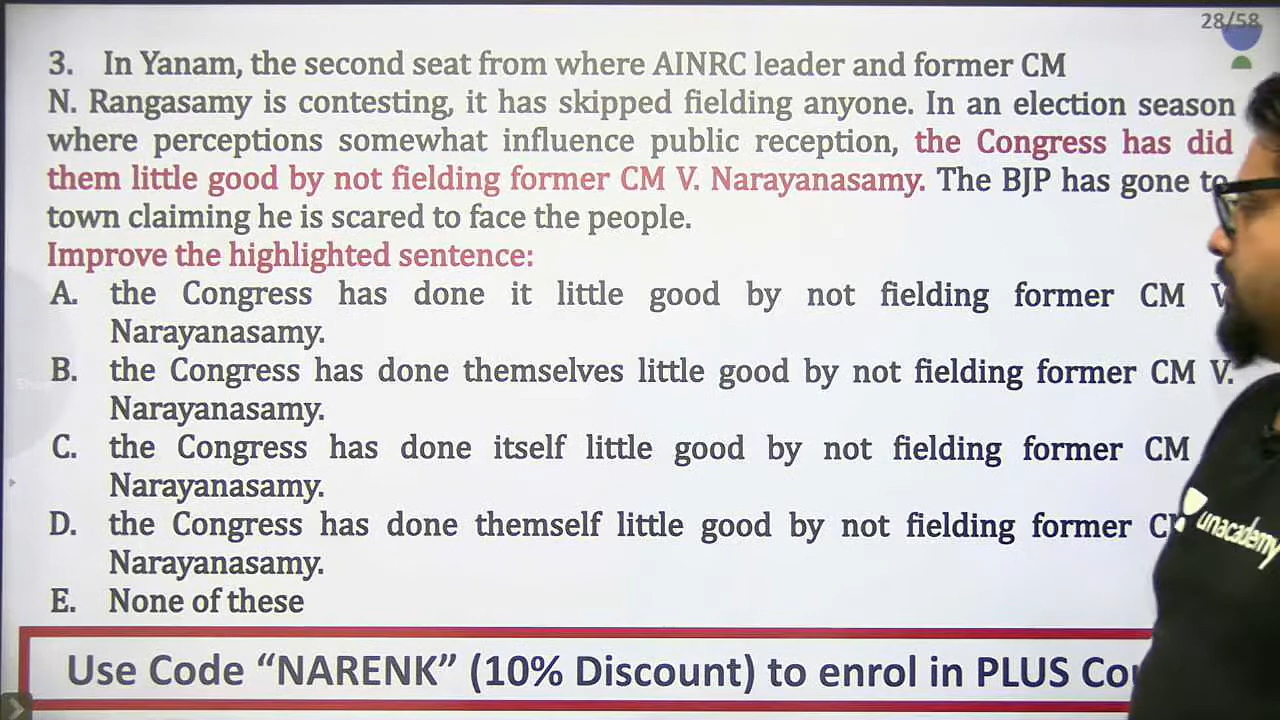 28/58
3. In Yanam, the second seat from where AINRC leader and former CM
N. Rangasamy is contesting, it has skipped fielding anyone. In an election season
where perceptions somewhat influence public reception, the Congress has did
them little good by not fielding former CM V. Narayanasamy. The BJP has gone to
town claiming he is scared to face the people.
Improve the highlighted sentence:
A. the Congress has done it little good by not fielding former CM V.
Narayanasamy.
B. the Congress has done themselves little good by not fielding former CM V.
Narayanasamy.
C. the Congress has done itself little good by not fielding former CM
Narayanasamy.
D. the Congress has done themself little good by not fielding former
Narayanasamy.
E. None of these
Use Code “NARENK” (10% Discount) to enrol in PLUS
unacademy